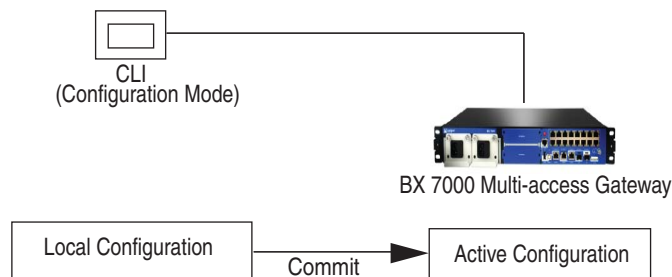 CLI
(Configuration Mode)
BX 7000 Multi-access Gateway
Local Configuration
Commit
Active Configuration